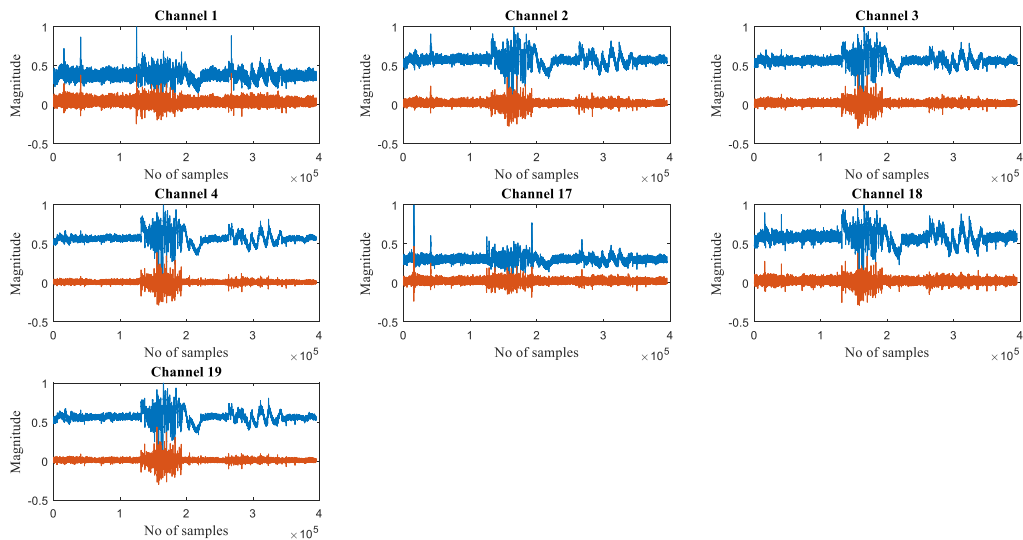 Channel 1
1
0.5
0
-0.5
Magnitude
0 1 2 3 4
No of samples
×10^5
Channel 2
1
0.5
0
-0.5
Magnitude
0 1 2 3 4
No of samples
×10^5
Channel 3
1
0.5
0
-0.5
Magnitude
0 1 2 3 4
No of samples
×10^5
Channel 4
1
0.5
0
-0.5
Magnitude
0 1 2 3 4
No of samples
×10^5
Channel 17
1
0.5
0
-0.5
Magnitude
0 1 2 3 4
No of samples
×10^5
Channel 18
1
0.5
0
-0.5
Magnitude
0 1 2 3 4
No of samples
×10^5
Channel 19
1
0.5
0
-0.5
Magnitude
0 1 2 3 4
No of samples
×10^5